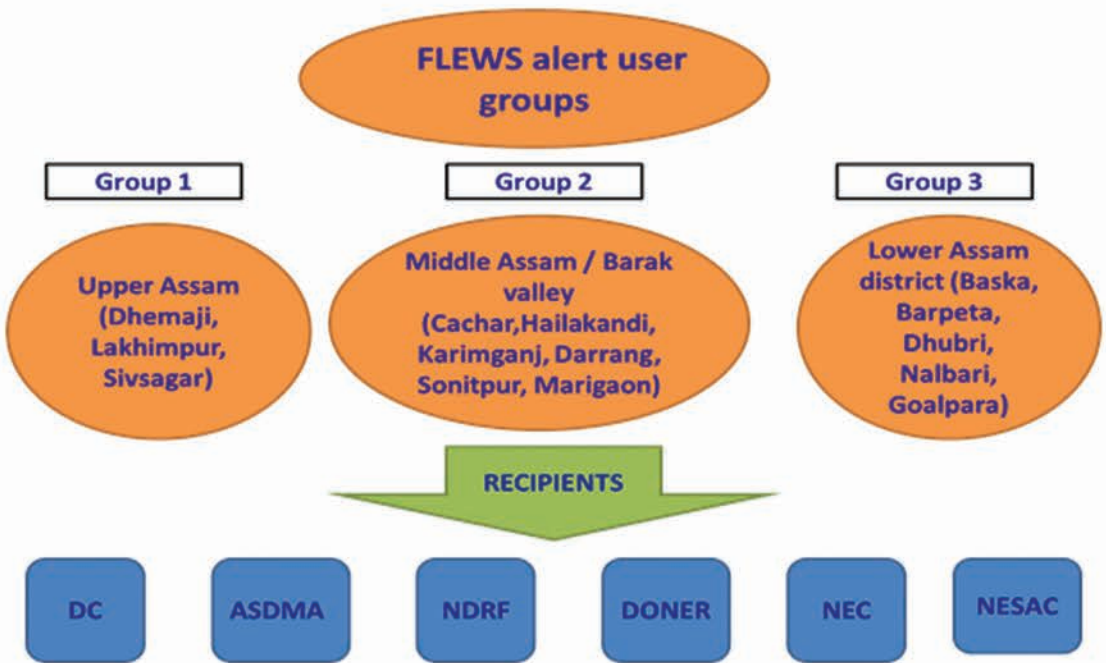 FLEWS alert user
groups
Group 1
Group 2
Group 3
Upper Assam
(Dhemaji,
Lakhimpur,
Sivsagar)
Middle Assam / Barak
valley
(Cachar,Hailakandi,
Karimganj, Darrang,
Sonitpur, Marigaon)
Lower Assam
district (Baska,
Barpeta,
Dhubri,
Nalbari,
Goalpara)
RECIPIENTS
DC
ASDMA
NDRF
DONER
NEC
NESAC